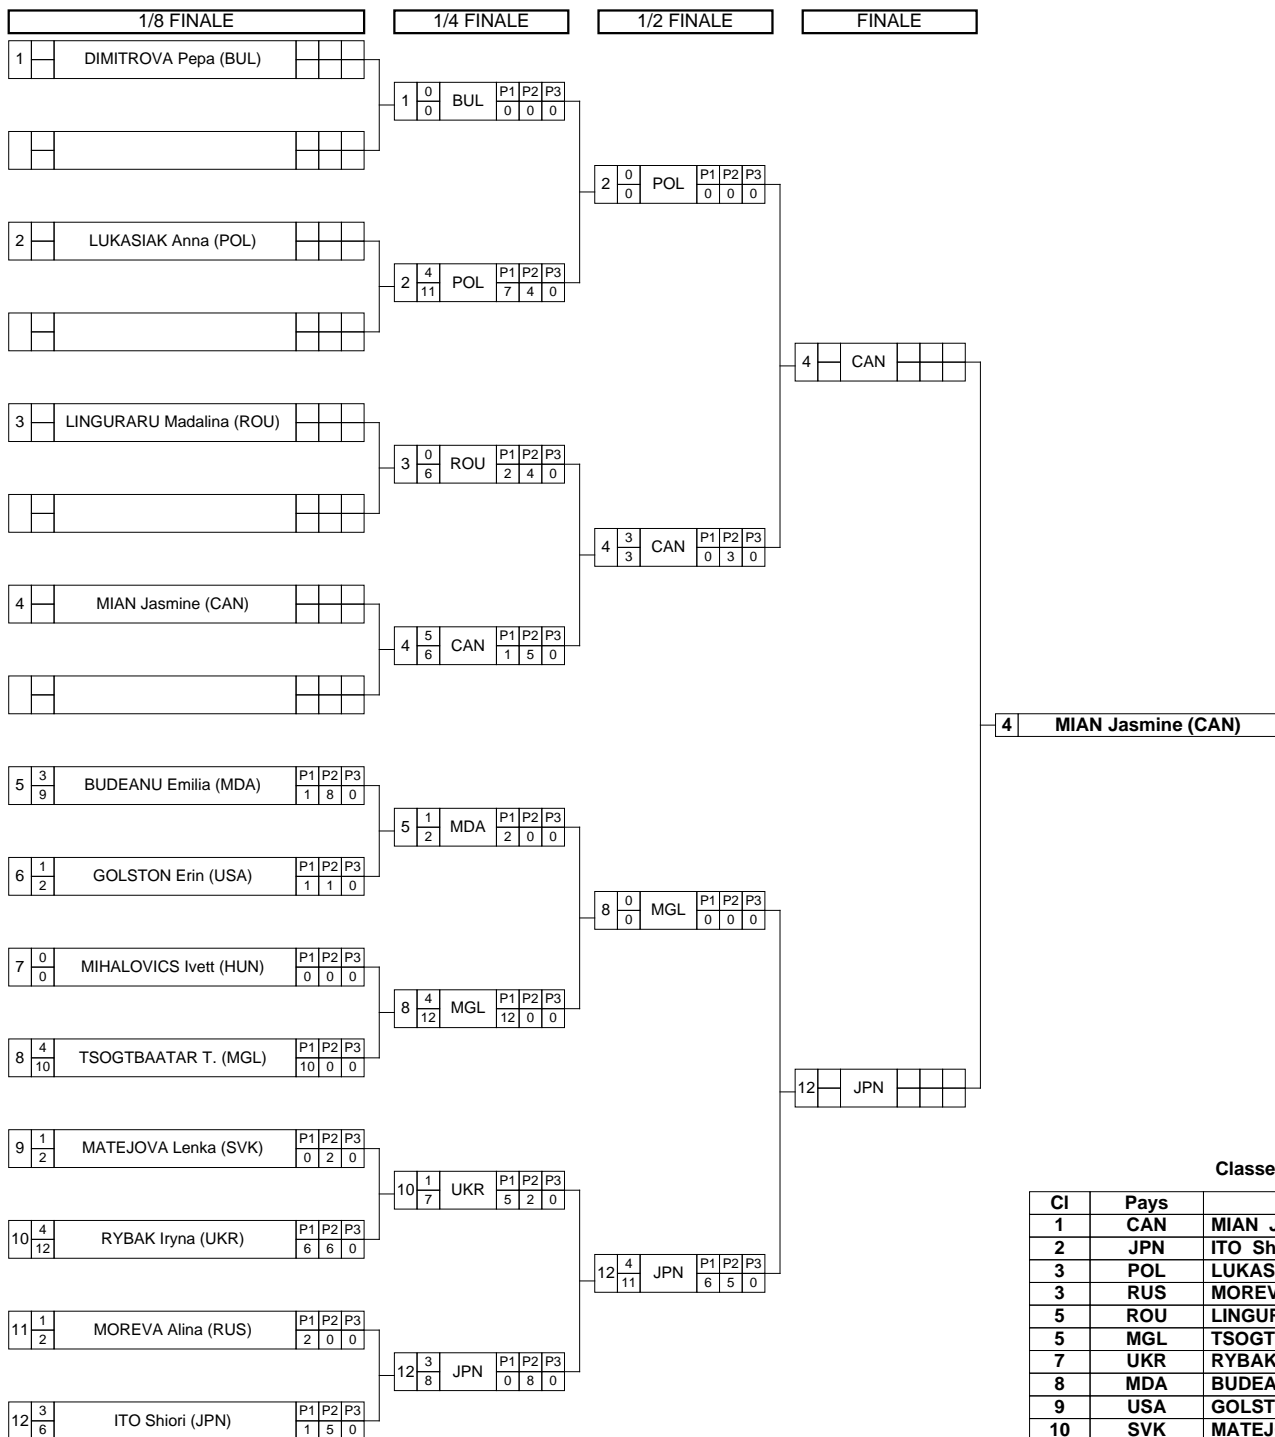 1/8 FINALE
1/4 FINALE
1/2 FINALE
FINALE
1 DIMITROVA Pepa (BUL)
1 0 0 BUL P1 P2 P3 0 0 0
2 0 0 POL P1 P2 P3 0 0 0
2 LUKASIAK Anna (POL)
2 4 11 POL P1 P2 P3 7 4 0
4 CAN
3 LINGURARU Madalina (ROU)
3 0 6 ROU P1 P2 P3 2 4 0
4 3 3 CAN P1 P2 P3 0 3 0
4 MIAN Jasmine (CAN)
4 5 6 CAN P1 P2 P3 1 5 0
4 MIAN Jasmine (CAN)
5 3 9 BUDEANU Emilia (MDA) P1 P2 P3 1 8 0
5 1 2 MDA P1 P2 P3 2 0 0
6 1 2 GOLSTON Erin (USA) P1 P2 P3 1 1 0
8 0 0 MGL P1 P2 P3 0 0 0
7 0 0 MIHALOVICS Ivett (HUN) P1 P2 P3 0 0 0
8 4 12 MGL P1 P2 P3 12 0 0
8 4 10 TSOGTBAATAR T. (MGL) P1 P2 P3 10 0 0
12 JPN
9 1 2 MATEJOVA Lenka (SVK) P1 P2 P3 0 2 0
10 1 7 UKR P1 P2 P3 5 2 0
10 4 12 RYBAK Iryna (UKR) P1 P2 P3 6 6 0
12 4 11 JPN P1 P2 P3 6 5 0
11 1 2 MOREVA Alina (RUS) P1 P2 P3 2 0 0
12 3 8 JPN P1 P2 P3 0 8 0
12 3 6 ITO Shiori (JPN) P1 P2 P3 1 5 0
Classe
Cl Pays
1 CAN MIAN J
2 JPN ITO Sh
3 POL LUKAS
3 RUS MOREV
5 ROU LINGUR
5 MGL TSOGT
7 UKR RYBAK
8 MDA BUDEA
9 USA GOLST
10 SVK MATEJ